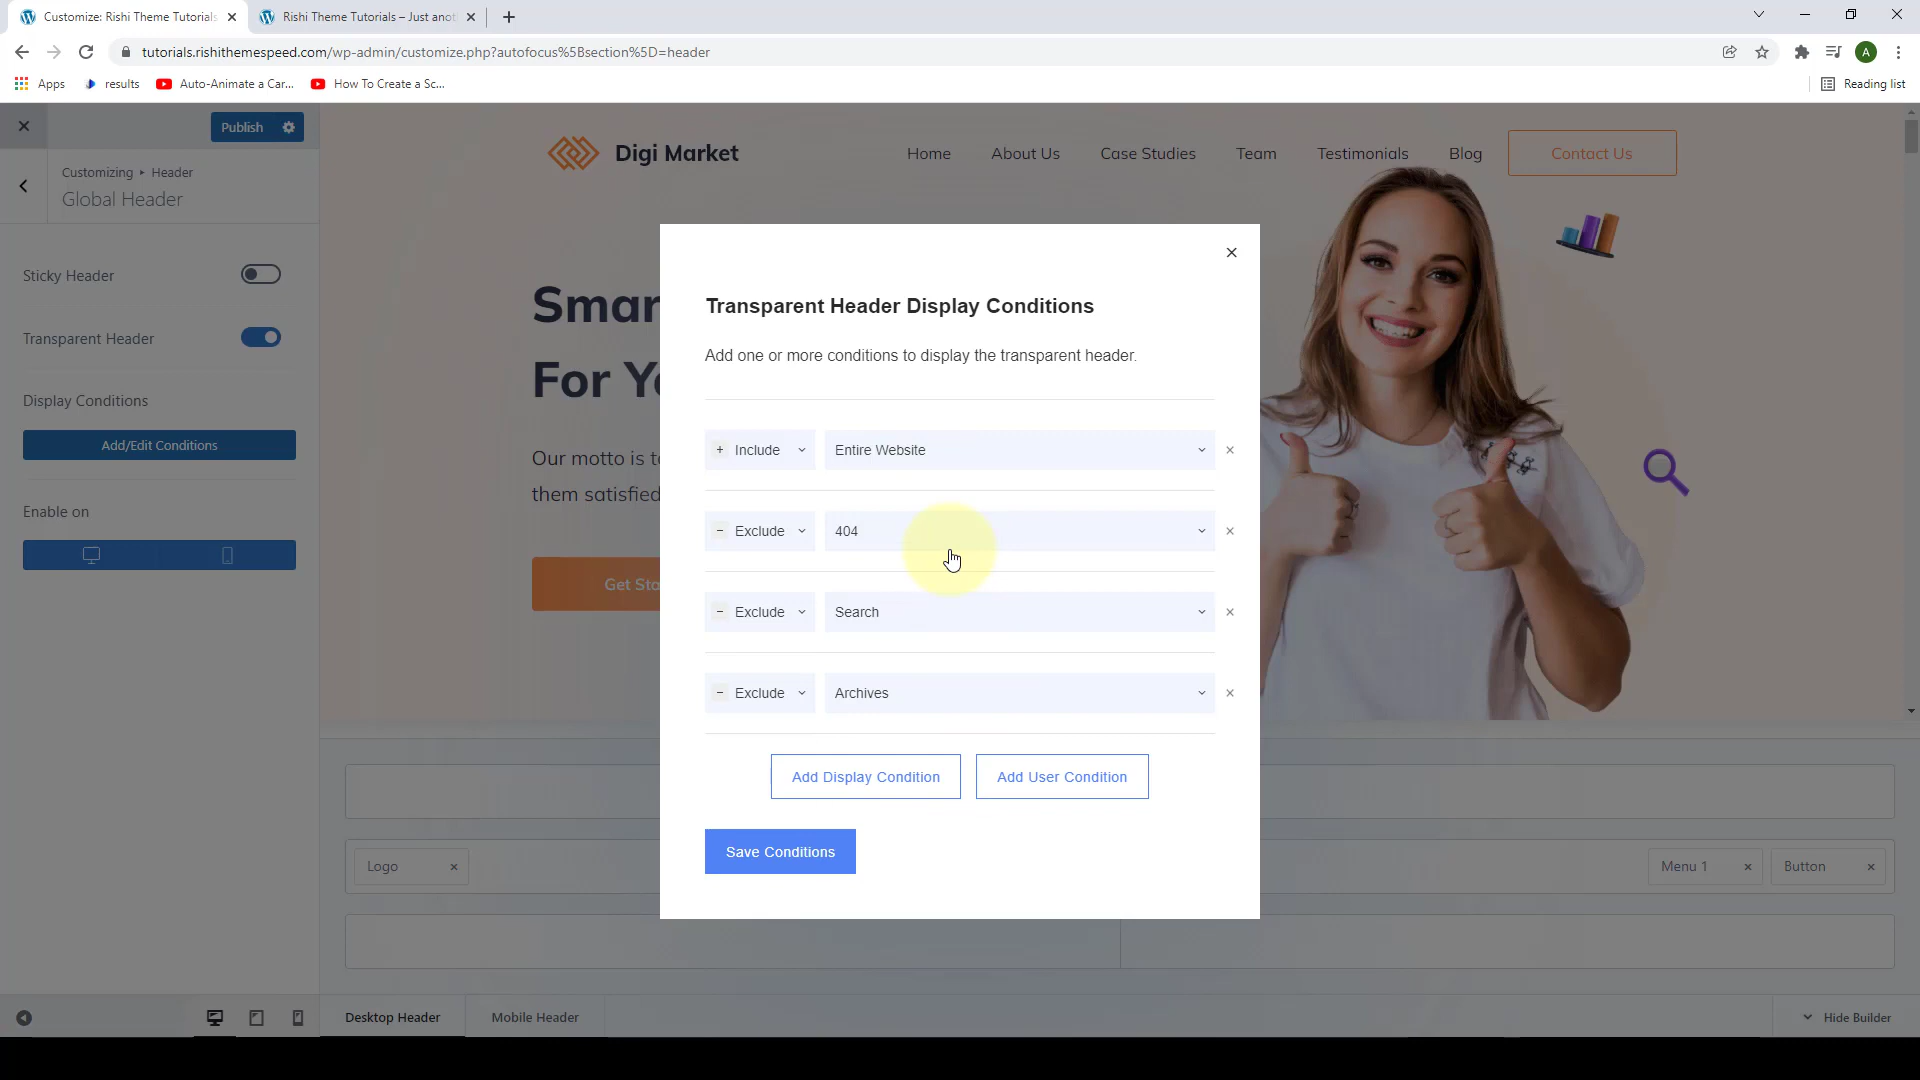 Customize: Rishi Theme Tutorials
Rishi Theme Tutorials – Just anot
tutorials.rishithemespeed.com/wp-admin/customize.php?autofocus%5Bsection%5D=header
A
Apps
results
Auto-Animate a Car...
How To Create a Sc...
Reading list
Publish
Customizing ▸ Header
Global Header
Sticky Header
Transparent Header
Display Conditions
Add/Edit Conditions
Enable on
Digi Market
Home
About Us
Case Studies
Team
Testimonials
Blog
Contact Us
Smar
For Yo
Our motto is to
them satisfied
Get Sta
Transparent Header Display Conditions
Add one or more conditions to display the transparent header.
+ Include
Entire Website
− Exclude
404
− Exclude
Search
− Exclude
Archives
Add Display Condition
Add User Condition
Save Conditions
Logo
Menu 1
Button
Desktop Header
Mobile Header
Hide Builder